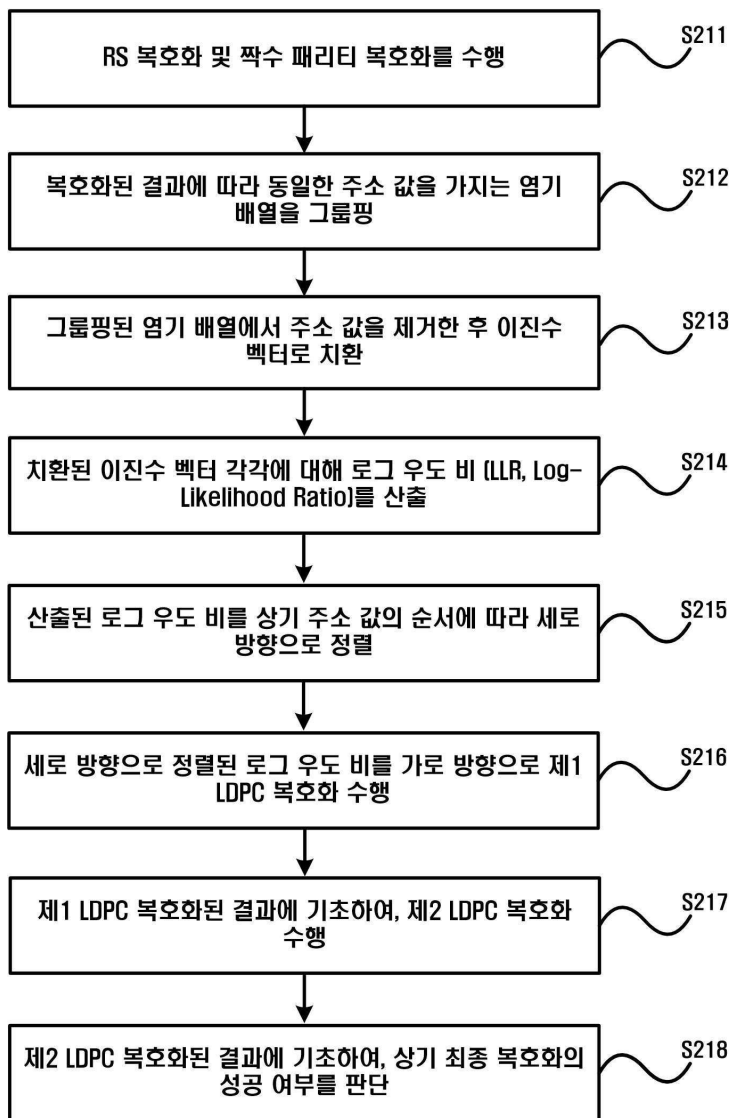 RS 복호화 및 짝수 패리티 복호화를 수행
S211
복호화된 결과에 따라 동일한 주소 값을 가지는 염기
배열을 그룹핑
S212
그룹핑된 염기 배열에서 주소 값을 제거한 후 이진수
벡터로 치환
S213
치환된 이진수 벡터 각각에 대해 로그 우도 비 (LLR, Log-
Likelihood Ratio)를 산출
S214
산출된 로그 우도 비를 상기 주소 값의 순서에 따라 세로
방향으로 정렬
S215
세로 방향으로 정렬된 로그 우도 비를 가로 방향으로 제1
LDPC 복호화 수행
S216
제1 LDPC 복호화된 결과에 기초하여, 제2 LDPC 복호화
수행
S217
제2 LDPC 복호화된 결과에 기초하여, 상기 최종 복호화의
성공 여부를 판단
S218